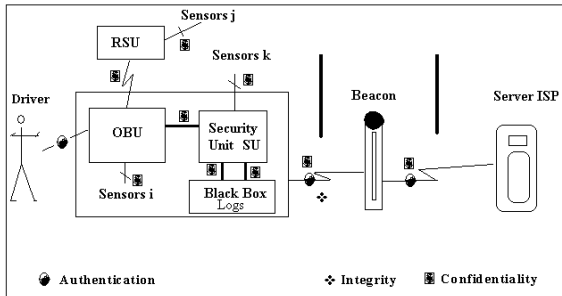 Sensors j
RSU
Sensors k
Driver
Beacon
Server ISP
OBU
Security
Unit SU
Sensors i
Black Box
Logs
Authentication
Integrity
Confidentiality